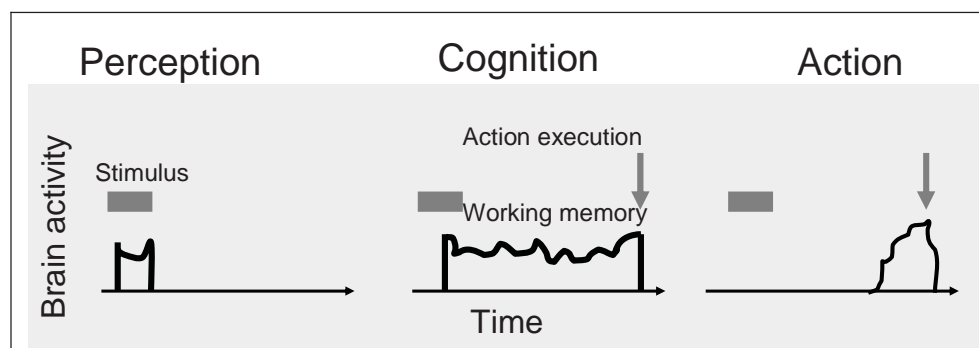 Perception
Cognition
Action
Brain activity
Stimulus
Action execution
Working memory
Time